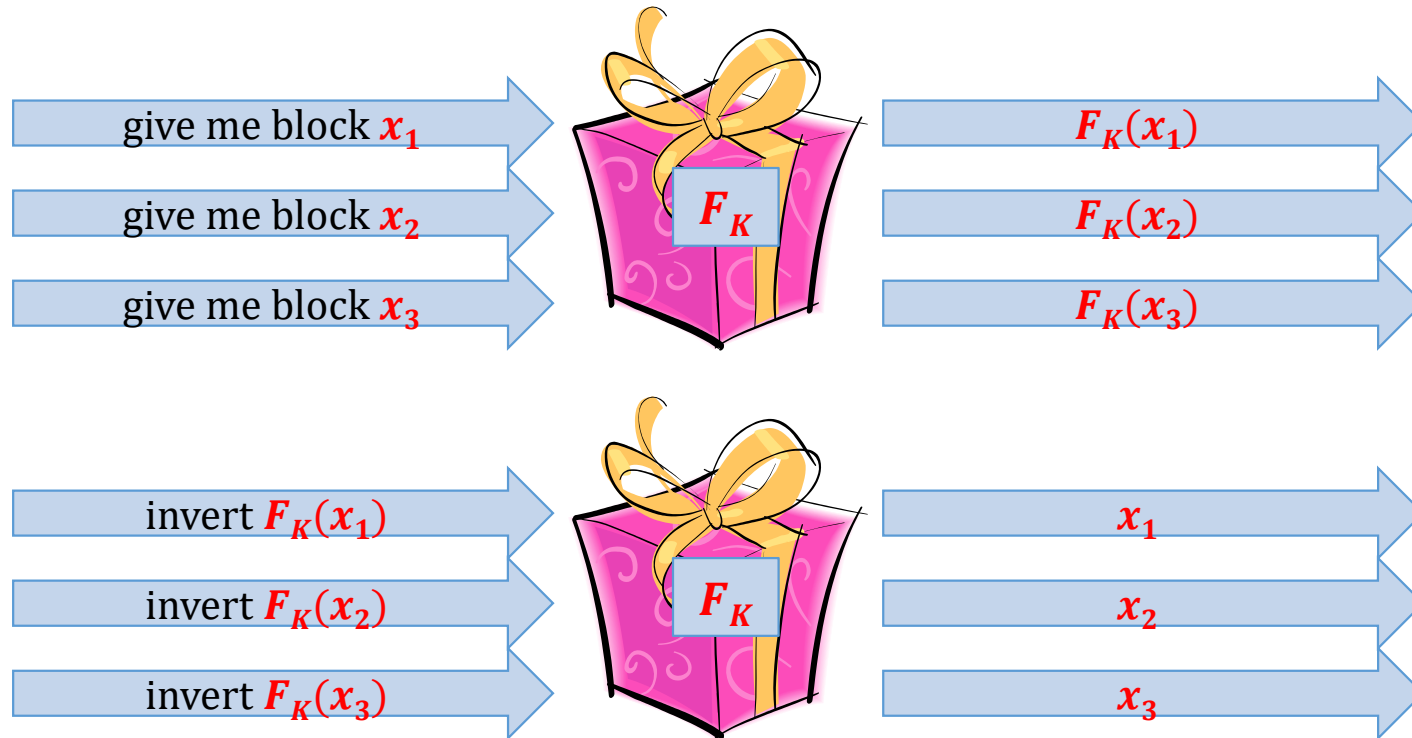 give me block x₁
F_K(x₁)
give me block x₂
F_K
F_K(x₂)
give me block x₃
F_K(x₃)
invert F_K(x₁)
x₁
invert F_K(x₂)
F_K
x₂
invert F_K(x₃)
x₃